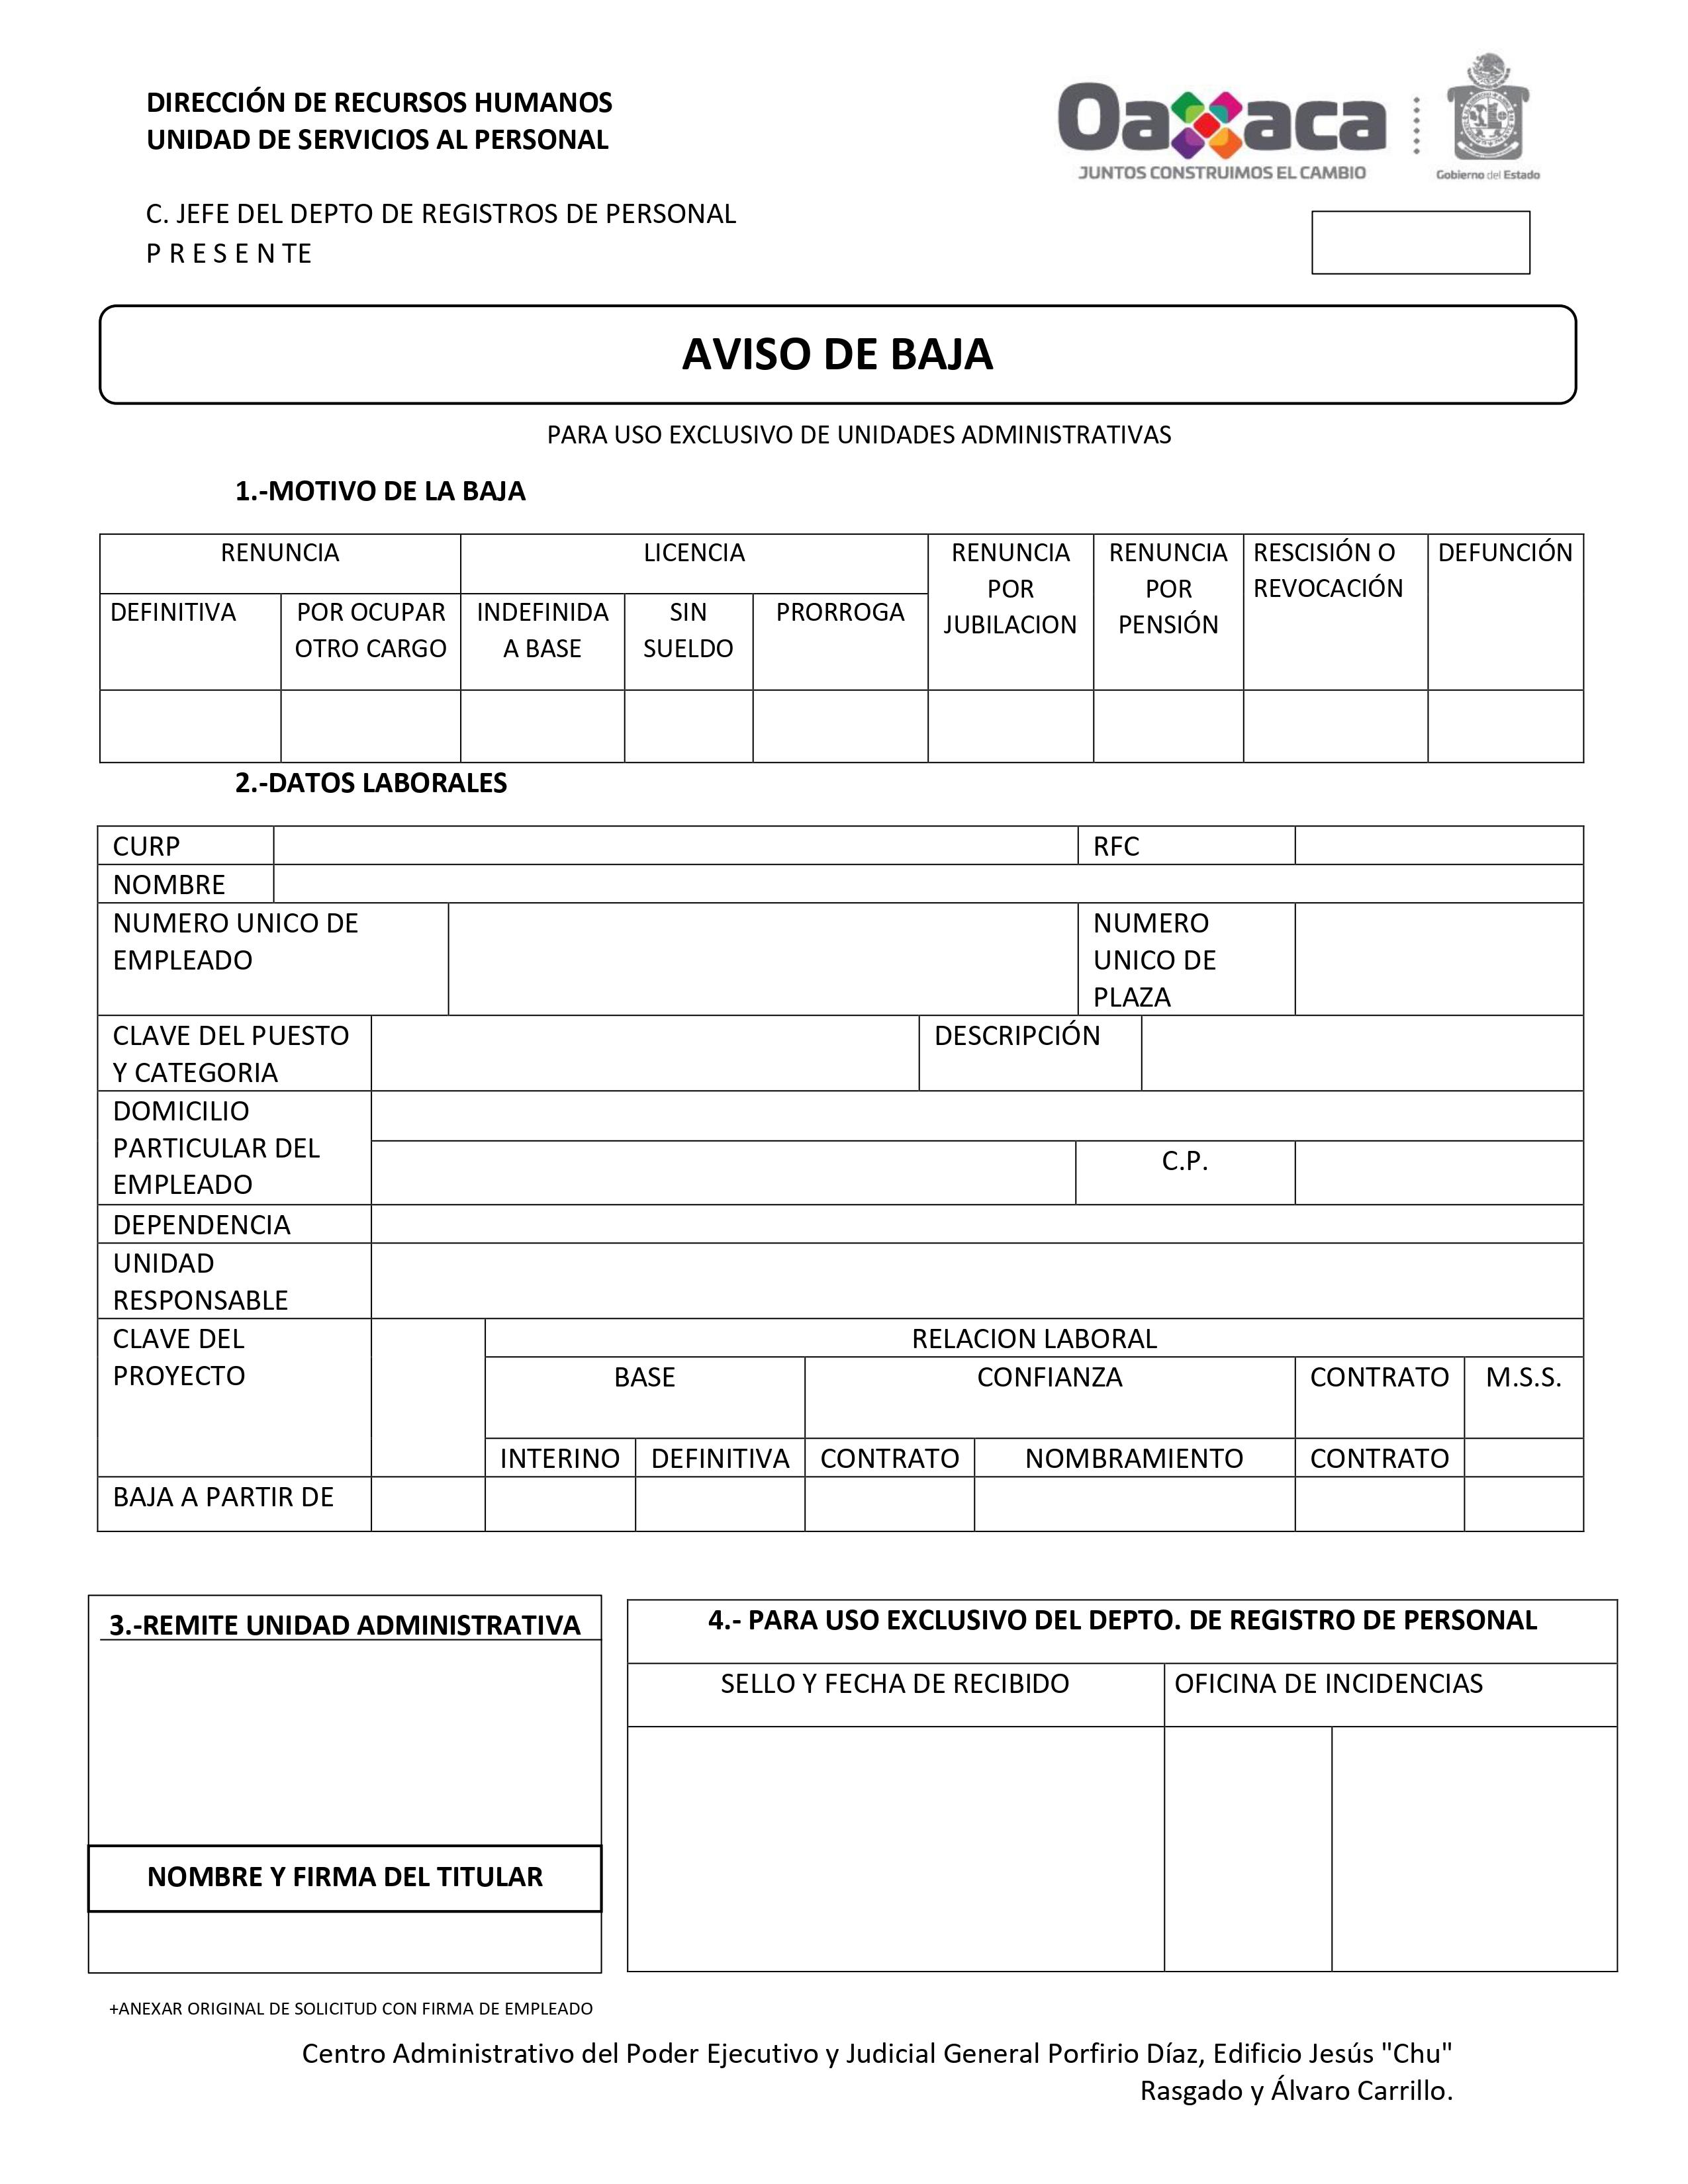 DIRECCIÓN DE RECURSOS HUMANOS
UNIDAD DE SERVICIOS AL PERSONAL
Oaxaca
JUNTOS CONSTRUIMOS EL CAMBIO
Gobierno del Estado
C. JEFE DEL DEPTO DE REGISTROS DE PERSONAL
P R E S E N TE
AVISO DE BAJA
PARA USO EXCLUSIVO DE UNIDADES ADMINISTRATIVAS
1.-MOTIVO DE LA BAJA
RENUNCIA
LICENCIA
RENUNCIA
POR
JUBILACION
RENUNCIA
POR
PENSIÓN
RESCISIÓN O
REVOCACIÓN
DEFUNCIÓN
DEFINITIVA
POR OCUPAR
OTRO CARGO
INDEFINIDA
A BASE
SIN
SUELDO
PRORROGA
2.-DATOS LABORALES
CURP
RFC
NOMBRE
NUMERO UNICO DE
EMPLEADO
NUMERO
UNICO DE
PLAZA
CLAVE DEL PUESTO
Y CATEGORIA
DESCRIPCIÓN
DOMICILIO
PARTICULAR DEL
EMPLEADO
C.P.
DEPENDENCIA
UNIDAD
RESPONSABLE
CLAVE DEL
PROYECTO
RELACION LABORAL
BASE
CONFIANZA
CONTRATO
M.S.S.
INTERINO
DEFINITIVA
CONTRATO
NOMBRAMIENTO
CONTRATO
BAJA A PARTIR DE
3.-REMITE UNIDAD ADMINISTRATIVA
NOMBRE Y FIRMA DEL TITULAR
4.- PARA USO EXCLUSIVO DEL DEPTO. DE REGISTRO DE PERSONAL
SELLO Y FECHA DE RECIBIDO
OFICINA DE INCIDENCIAS
+ANEXAR ORIGINAL DE SOLICITUD CON FIRMA DE EMPLEADO
Centro Administrativo del Poder Ejecutivo y Judicial General Porfirio Díaz, Edificio Jesús "Chu"
Rasgado y Álvaro Carrillo.